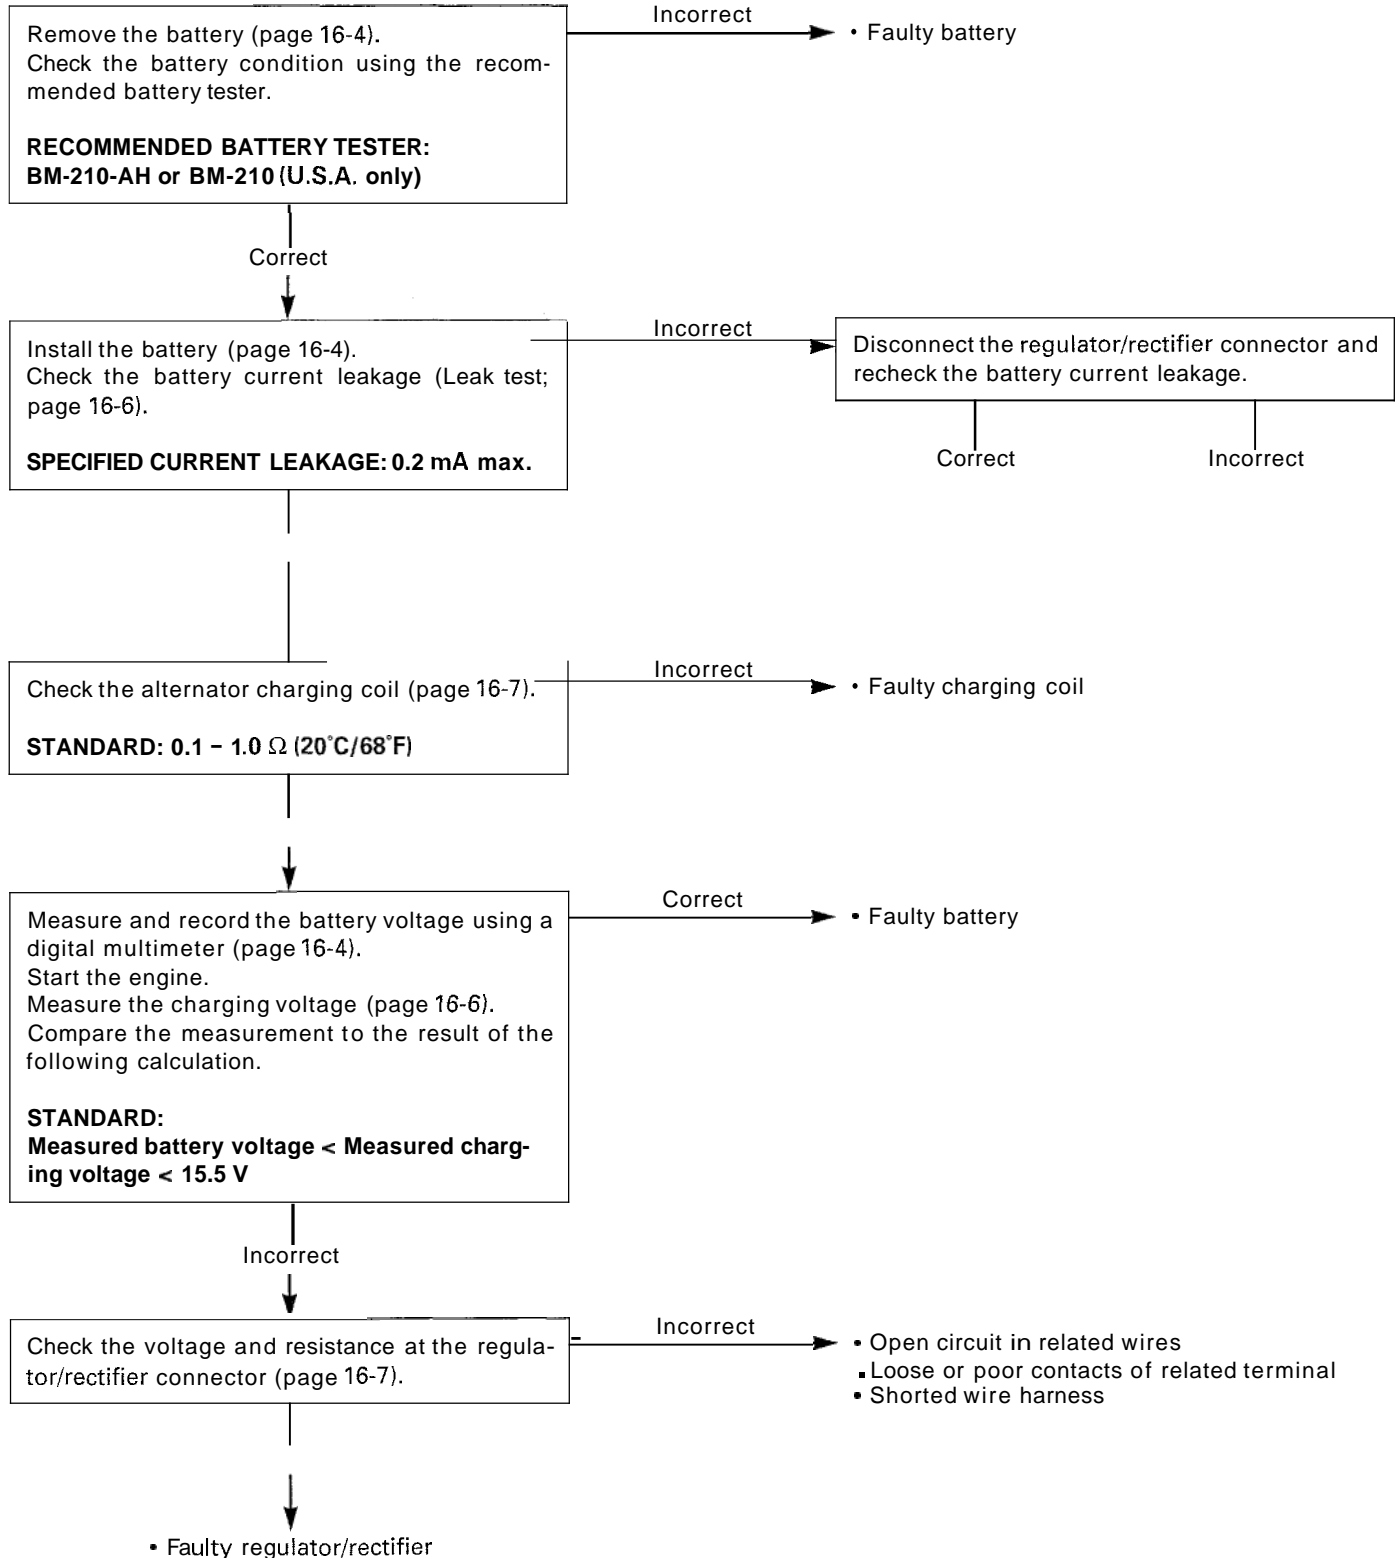 Remove the battery (page 16-4).
Check the battery condition using the recom-
mended battery tester.
RECOMMENDED BATTERY TESTER:
BM-210-AH or BM-210 (U.S.A. only)
Incorrect
• Faulty battery
Correct
Install the battery (page 16-4).
Check the battery current leakage (Leak test;
page 16-6).
SPECIFIED CURRENT LEAKAGE: 0.2 mA max.
Incorrect
Disconnect the regulator/rectifier connector and
recheck the battery current leakage.
Correct
Incorrect
Check the alternator charging coil (page 16-7).
STANDARD: 0.1 – 1.0 Ω (20°C/68°F)
Incorrect
• Faulty charging coil
Measure and record the battery voltage using a
digital multimeter (page 16-4).
Start the engine.
Measure the charging voltage (page 16-6).
Compare the measurement to the result of the
following calculation.
STANDARD:
Measured battery voltage < Measured charg-
ing voltage < 15.5 V
Correct
• Faulty battery
Incorrect
Check the voltage and resistance at the regula-
tor/rectifier connector (page 16-7).
Incorrect
• Open circuit in related wires
▪ Loose or poor contacts of related terminal
• Shorted wire harness
• Faulty regulator/rectifier